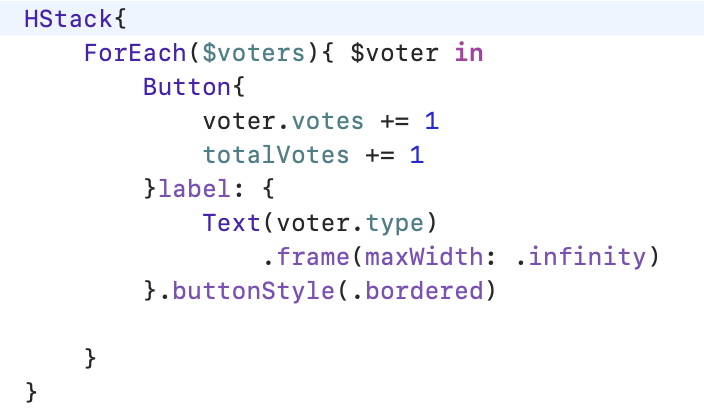 HStack{
    ForEach($voters){ $voter in
        Button{
            voter.votes += 1
            totalVotes += 1
        }label: {
            Text(voter.type)
                .frame(maxWidth: .infinity)
        }.buttonStyle(.bordered)

    }
}